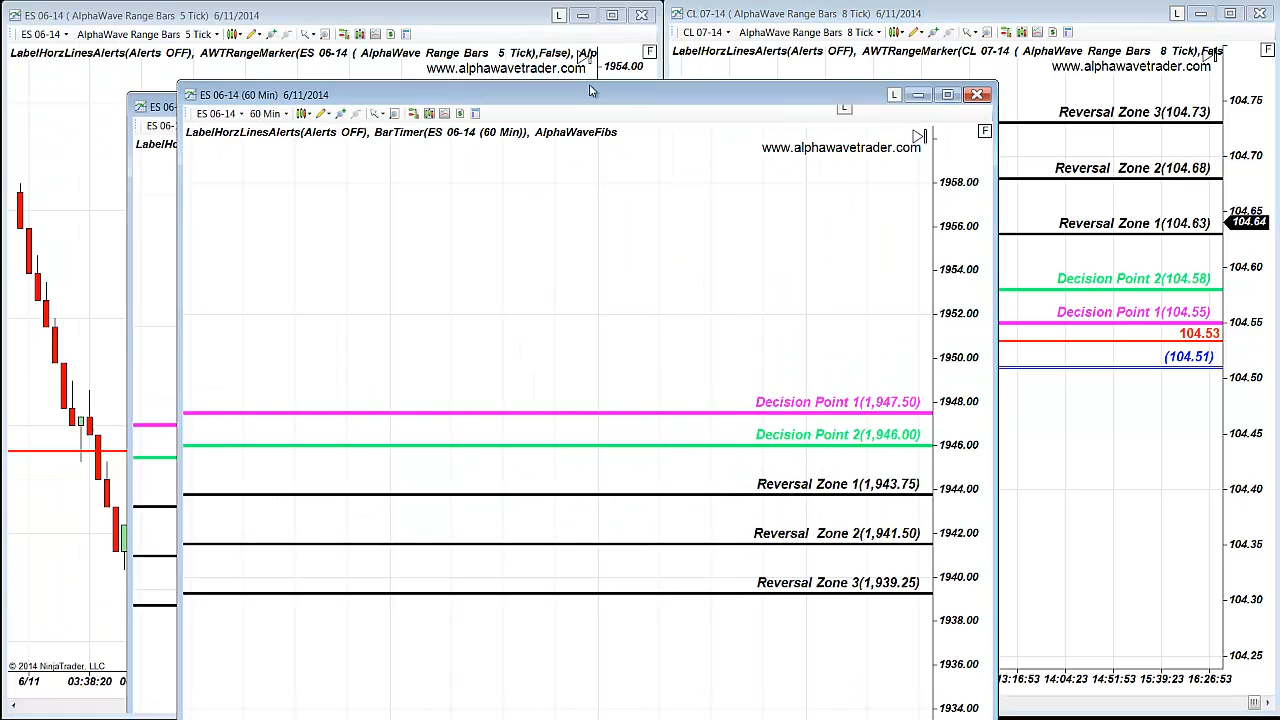 ES 06-14 ( AlphaWave Range Bars 5 Tick) 6/11/2014
L
ES 06-14
AlphaWave Range Bars 5 Tick
LabelHorzLinesAlerts(Alerts OFF), AWTRangeMarker(ES 06-14 ( AlphaWave Range Bars 5 Tick),False), Alp
F
www.alphawavetrader.com
1954.00
© 2014 NinjaTrader, LLC
6/11
03:38:20
CL 07-14 ( AlphaWave Range Bars 8 Tick) 6/11/2014
L
CL 07-14
AlphaWave Range Bars 8 Tick
LabelHorzLinesAlerts(Alerts OFF), AWTRangeMarker(CL 07-14 ( AlphaWave Range Bars 8 Tick),Fals
F
www.alphawavetrader.com
104.75
Reversal Zone 3(104.73)
104.70
Reversal Zone 2(104.68)
104.65
Reversal Zone 1(104.63)
104.64
104.60
Decision Point 2(104.58)
Decision Point 1(104.55)
104.55
104.53
(104.51)
104.50
104.45
104.40
104.35
104.30
104.25
13:16:53 14:04:23 14:51:53 15:39:23 16:26:53
ES 06-
ES 06-
LabelHo
ES 06-14 (60 Min) 6/11/2014
L
ES 06-14
60 Min
L
LabelHorzLinesAlerts(Alerts OFF), BarTimer(ES 06-14 (60 Min)), AlphaWaveFibs
F
www.alphawavetrader.com
1958.00
1956.00
1954.00
1952.00
1950.00
Decision Point 1(1,947.50)
1948.00
Decision Point 2(1,946.00)
1946.00
Reversal Zone 1(1,943.75)
1944.00
Reversal Zone 2(1,941.50)
1942.00
Reversal Zone 3(1,939.25)
1940.00
1938.00
1936.00
1934.00